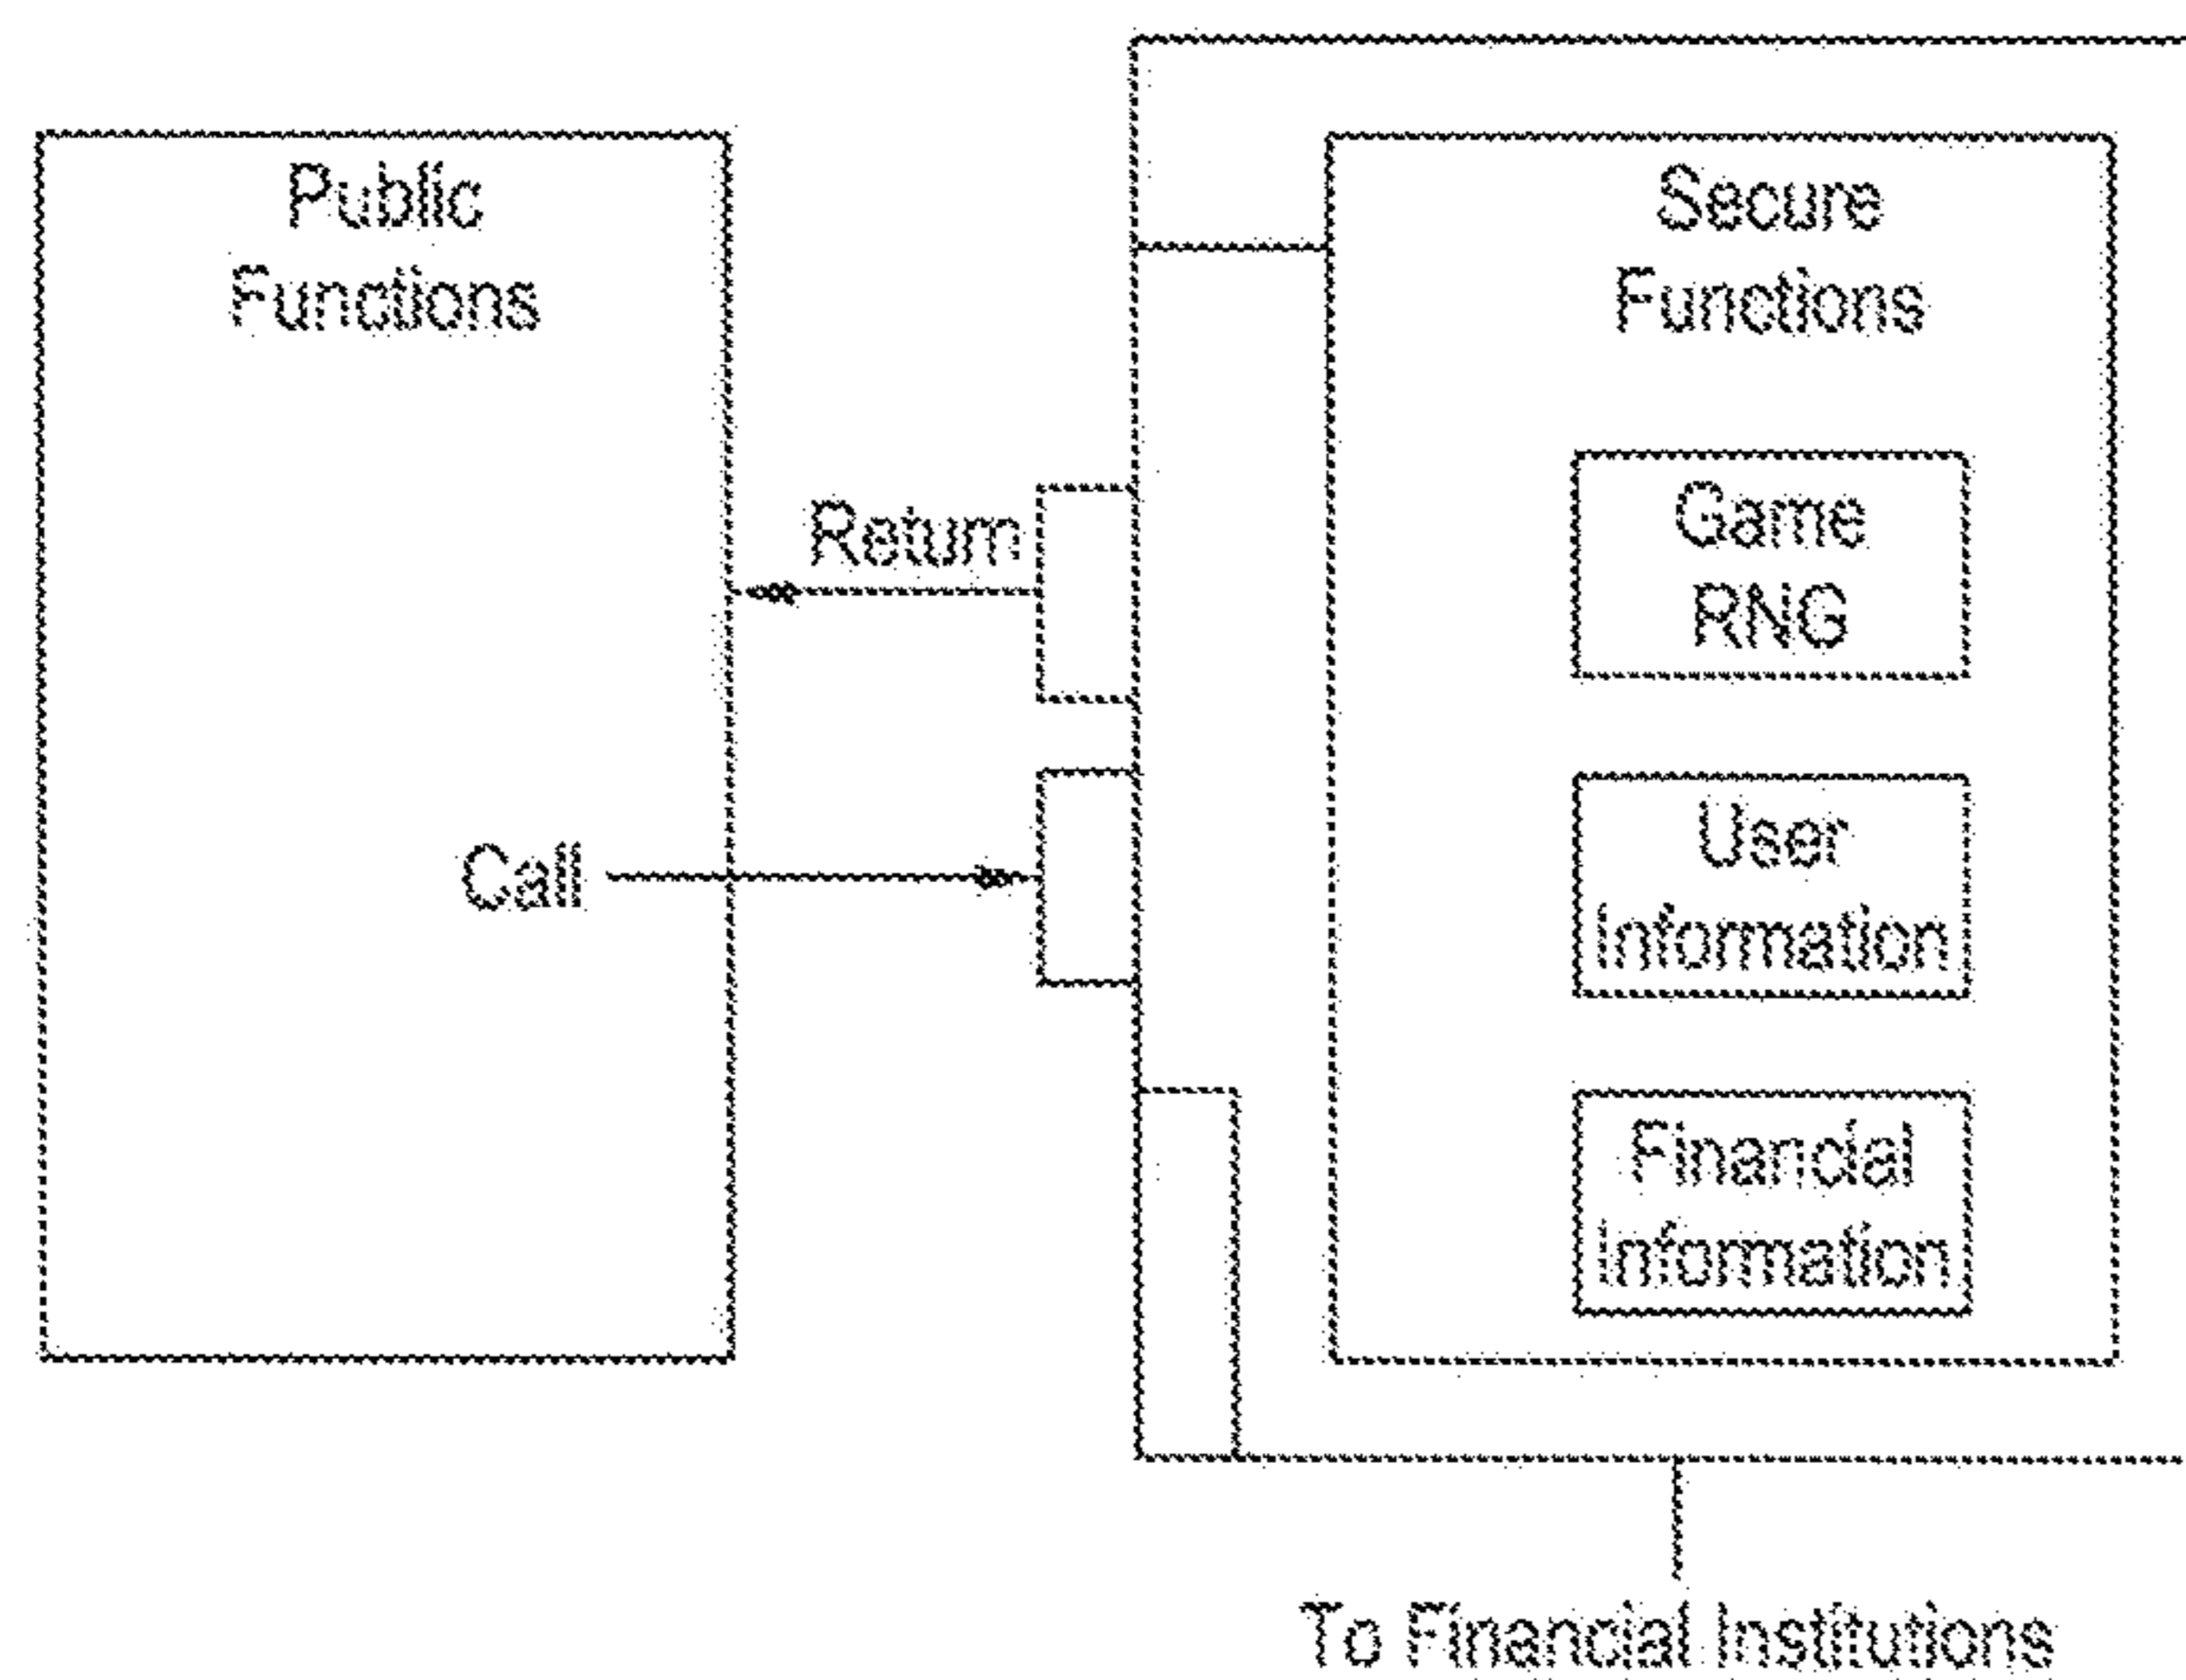 Public
Functions
Return
Call
Secure
Functions
Game
RNG
User
Information
Financial
Information
To Financial Institutions